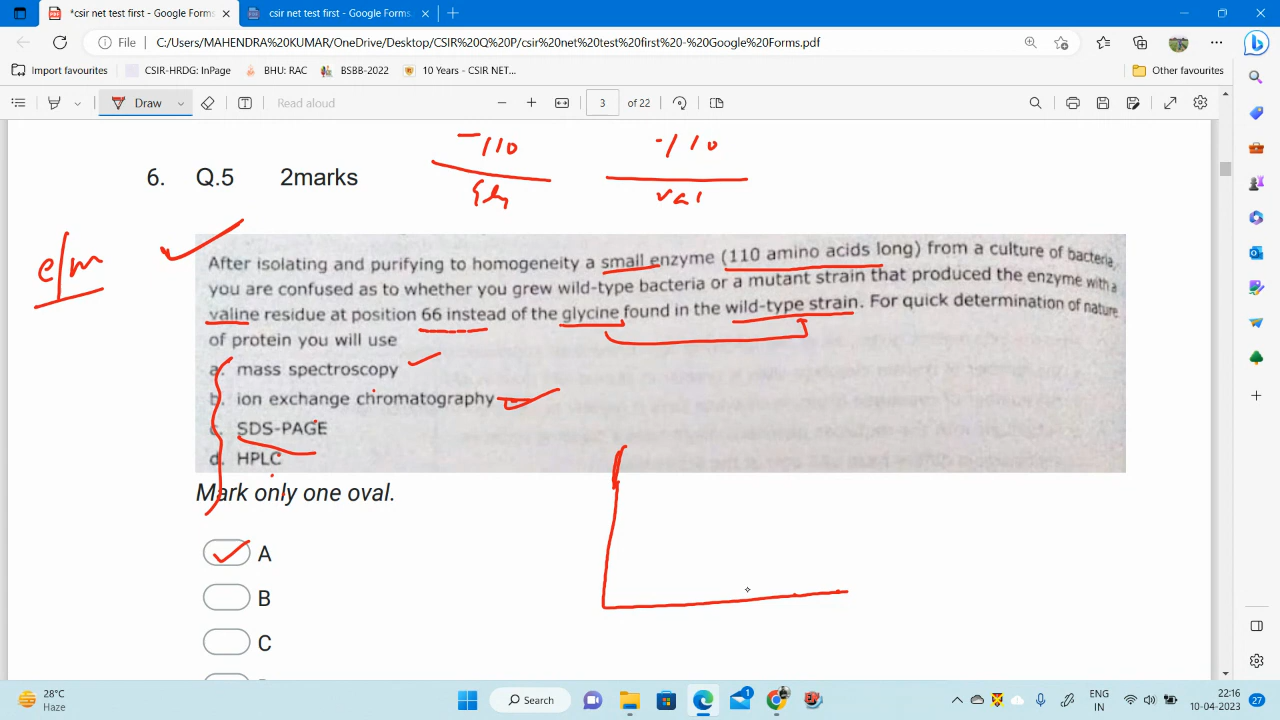 *csir net test first - Google Forms
csir net test first - Google Forms
File C:/Users/MAHENDRA%20KUMAR/OneDrive/Desktop/CSIR%20Q%20P/csir%20net%20test%20first%20-%20Google%20Forms.pdf
Import favourites CSIR-HRDG: InPage BHU: RAC BSBB-2022 10 Years - CSIR NET... Other favourites
Draw Read aloud 3 of 22
-110 -110
6. Q.5 2marks
Gly val
e/m
After isolating and purifying to homogeneity a small enzyme (110 amino acids long) from a culture of bacteria,
you are confused as to whether you grew wild-type bacteria or a mutant strain that produced the enzyme with a
valine residue at position 66 instead of the glycine found in the wild-type strain. For quick determination of nature
of protein you will use
a. mass spectroscopy
b. ion exchange chromatography
c. SDS-PAGE
d. HPLC
Mark only one oval.
A
B
C
28°C
Haze
Search
1
ENG
IN
22:16
10-04-2023
27